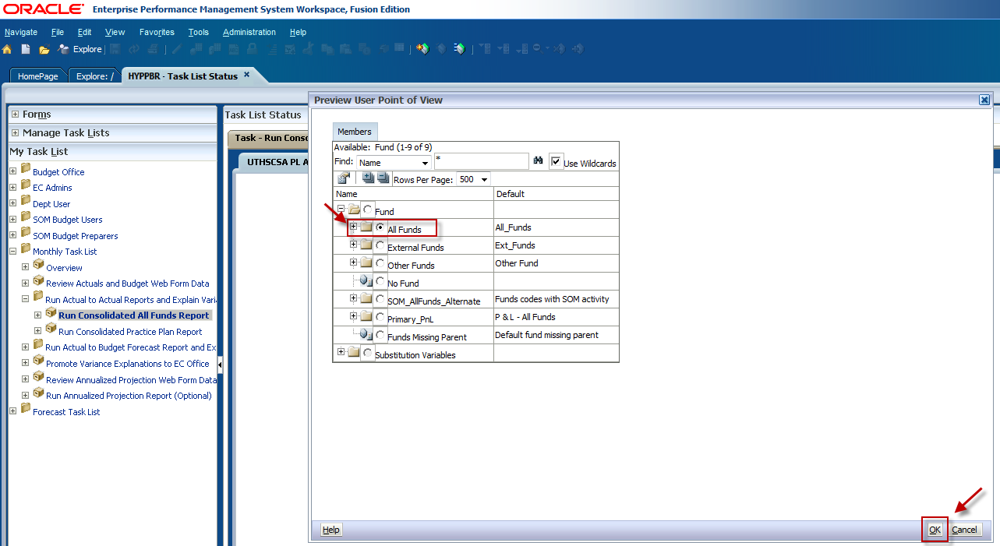 ORACLE Enterprise Performance Management System Workspace, Fusion Edition
Navigate File Edit View Favorites Tools Administration Help
Explore
HomePage Explore: / HYPPBR - Task List Status
Preview User Point of View
Forms
Manage Task Lists
My Task List
Budget Office
EC Admins
Dept User
SOM Budget Users
SOM Budget Preparers
Monthly Task List
Overview
Review Actuals and Budget Web Form Data
Run Actual to Actual Reports and Explain Vari
Run Consolidated All Funds Report
Run Consolidated Practice Plan Report
Run Actual to Budget Forecast Report and Ex
Promote Variance Explanations to EC Office
Review Annualized Projection Web Form Data
Run Annualized Projection Report (Optional)
Forecast Task List
Task List Status
Task - Run Conso
UTHSCSA PL A
Members
Available: Fund (1-9 of 9)
Find: Name * Use Wildcards
Rows Per Page: 500
Name Default
Fund
All Funds All_Funds
External Funds Ext_Funds
Other Funds Other Fund
No Fund
SOM_AllFunds_Alternate Funds codes with SOM activity
Primary_PnL P & L - All Funds
Funds Missing Parent Default fund missing parent
Substitution Variables
Help OK Cancel